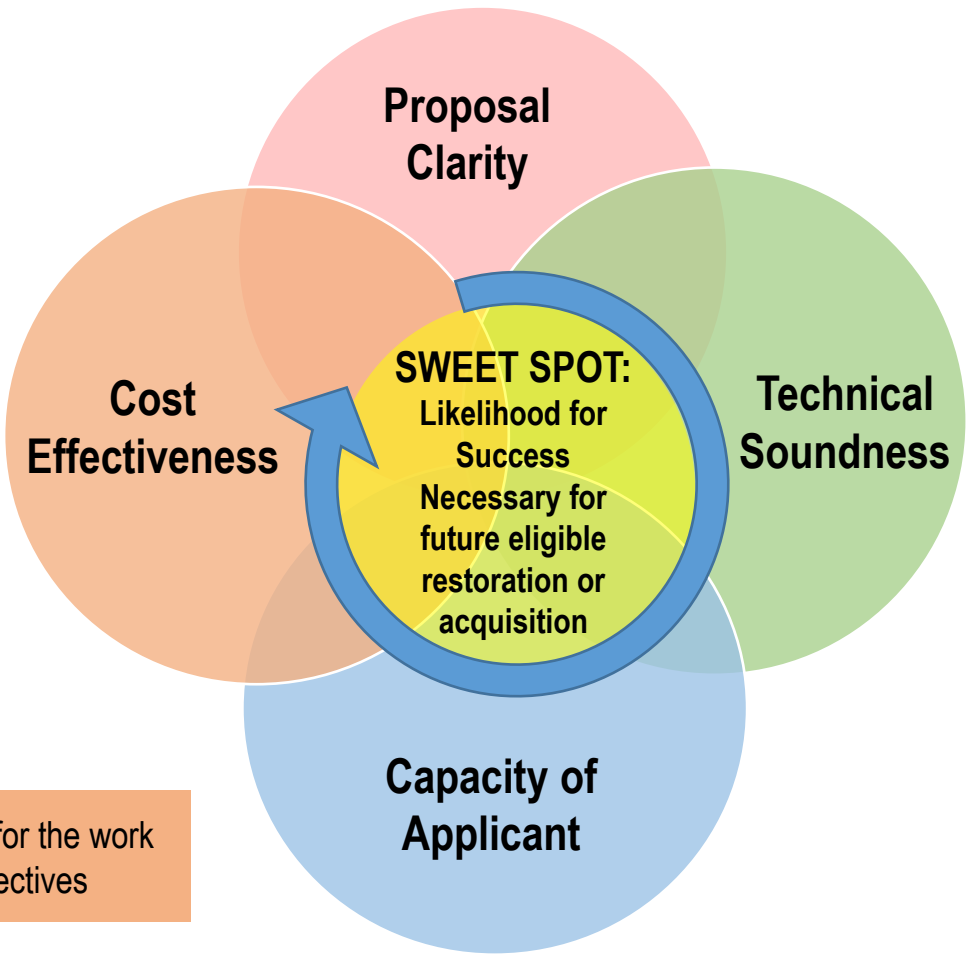 Proposal
Clarity
Cost
Effectiveness
SWEET SPOT:
Likelihood for
Success
Necessary for
future eligible
restoration or
acquisition
Technical
Soundness
Capacity of
Applicant
for the work
ectives